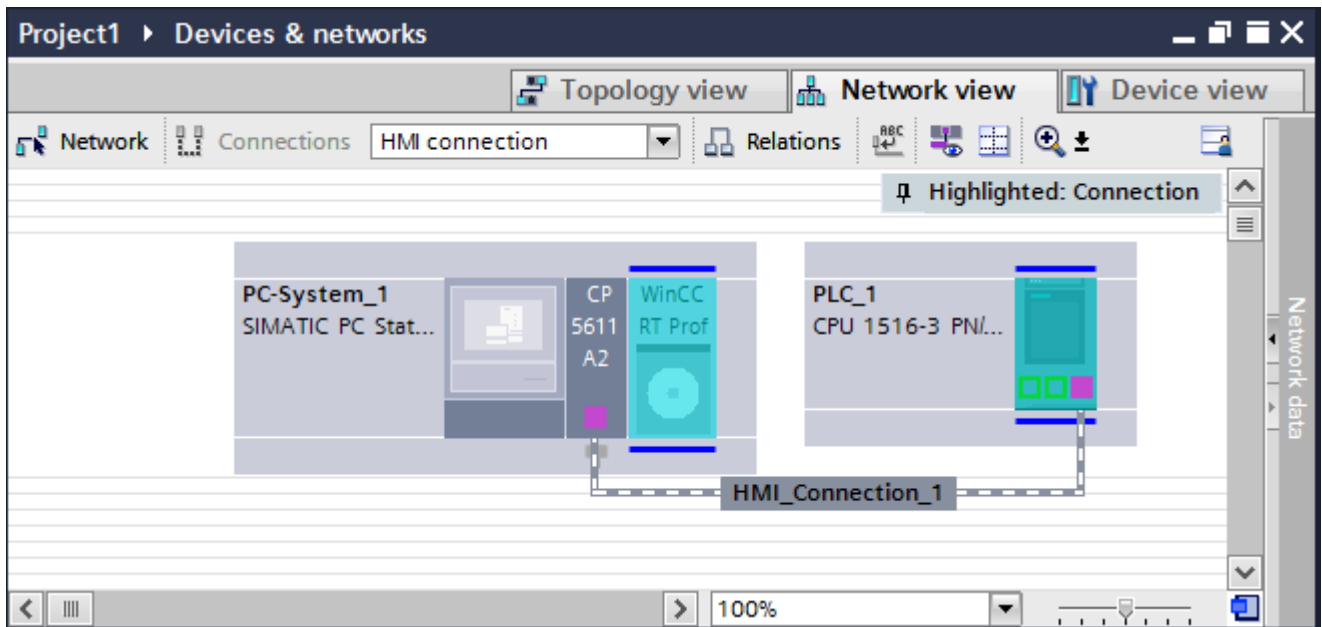 Project1 ▸ Devices & networks
Topology view
Network view
Device view
Network
Connections
HMI connection
Relations
ABC
Highlighted: Connection
PC-System_1
SIMATIC PC Stat...
CP
5611
A2
WinCC
RT Prof
PLC_1
CPU 1516-3 PN/...
HMI_Connection_1
Network data
100%